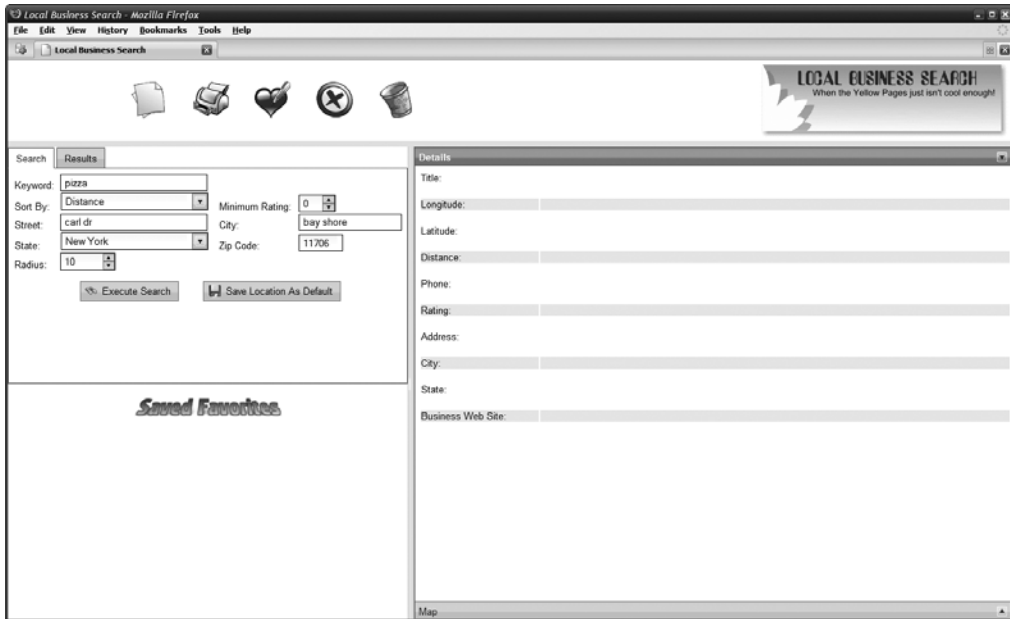 Local Business Search - Mozilla Firefox
File Edit View History Bookmarks Tools Help
Local Business Search
LOCAL BUSINESS SEARCH
When the Yellow Pages just isn't cool enough!
Search Results
Keyword: pizza
Sort By: Distance Minimum Rating: 0
Street: carl dr City: bay shore
State: New York Zip Code: 11706
Radius: 10
Execute Search Save Location As Default
Saved Favorites
Details
Title:
Longitude:
Latitude:
Distance:
Phone:
Rating:
Address:
City:
State:
Business Web Site:
Map